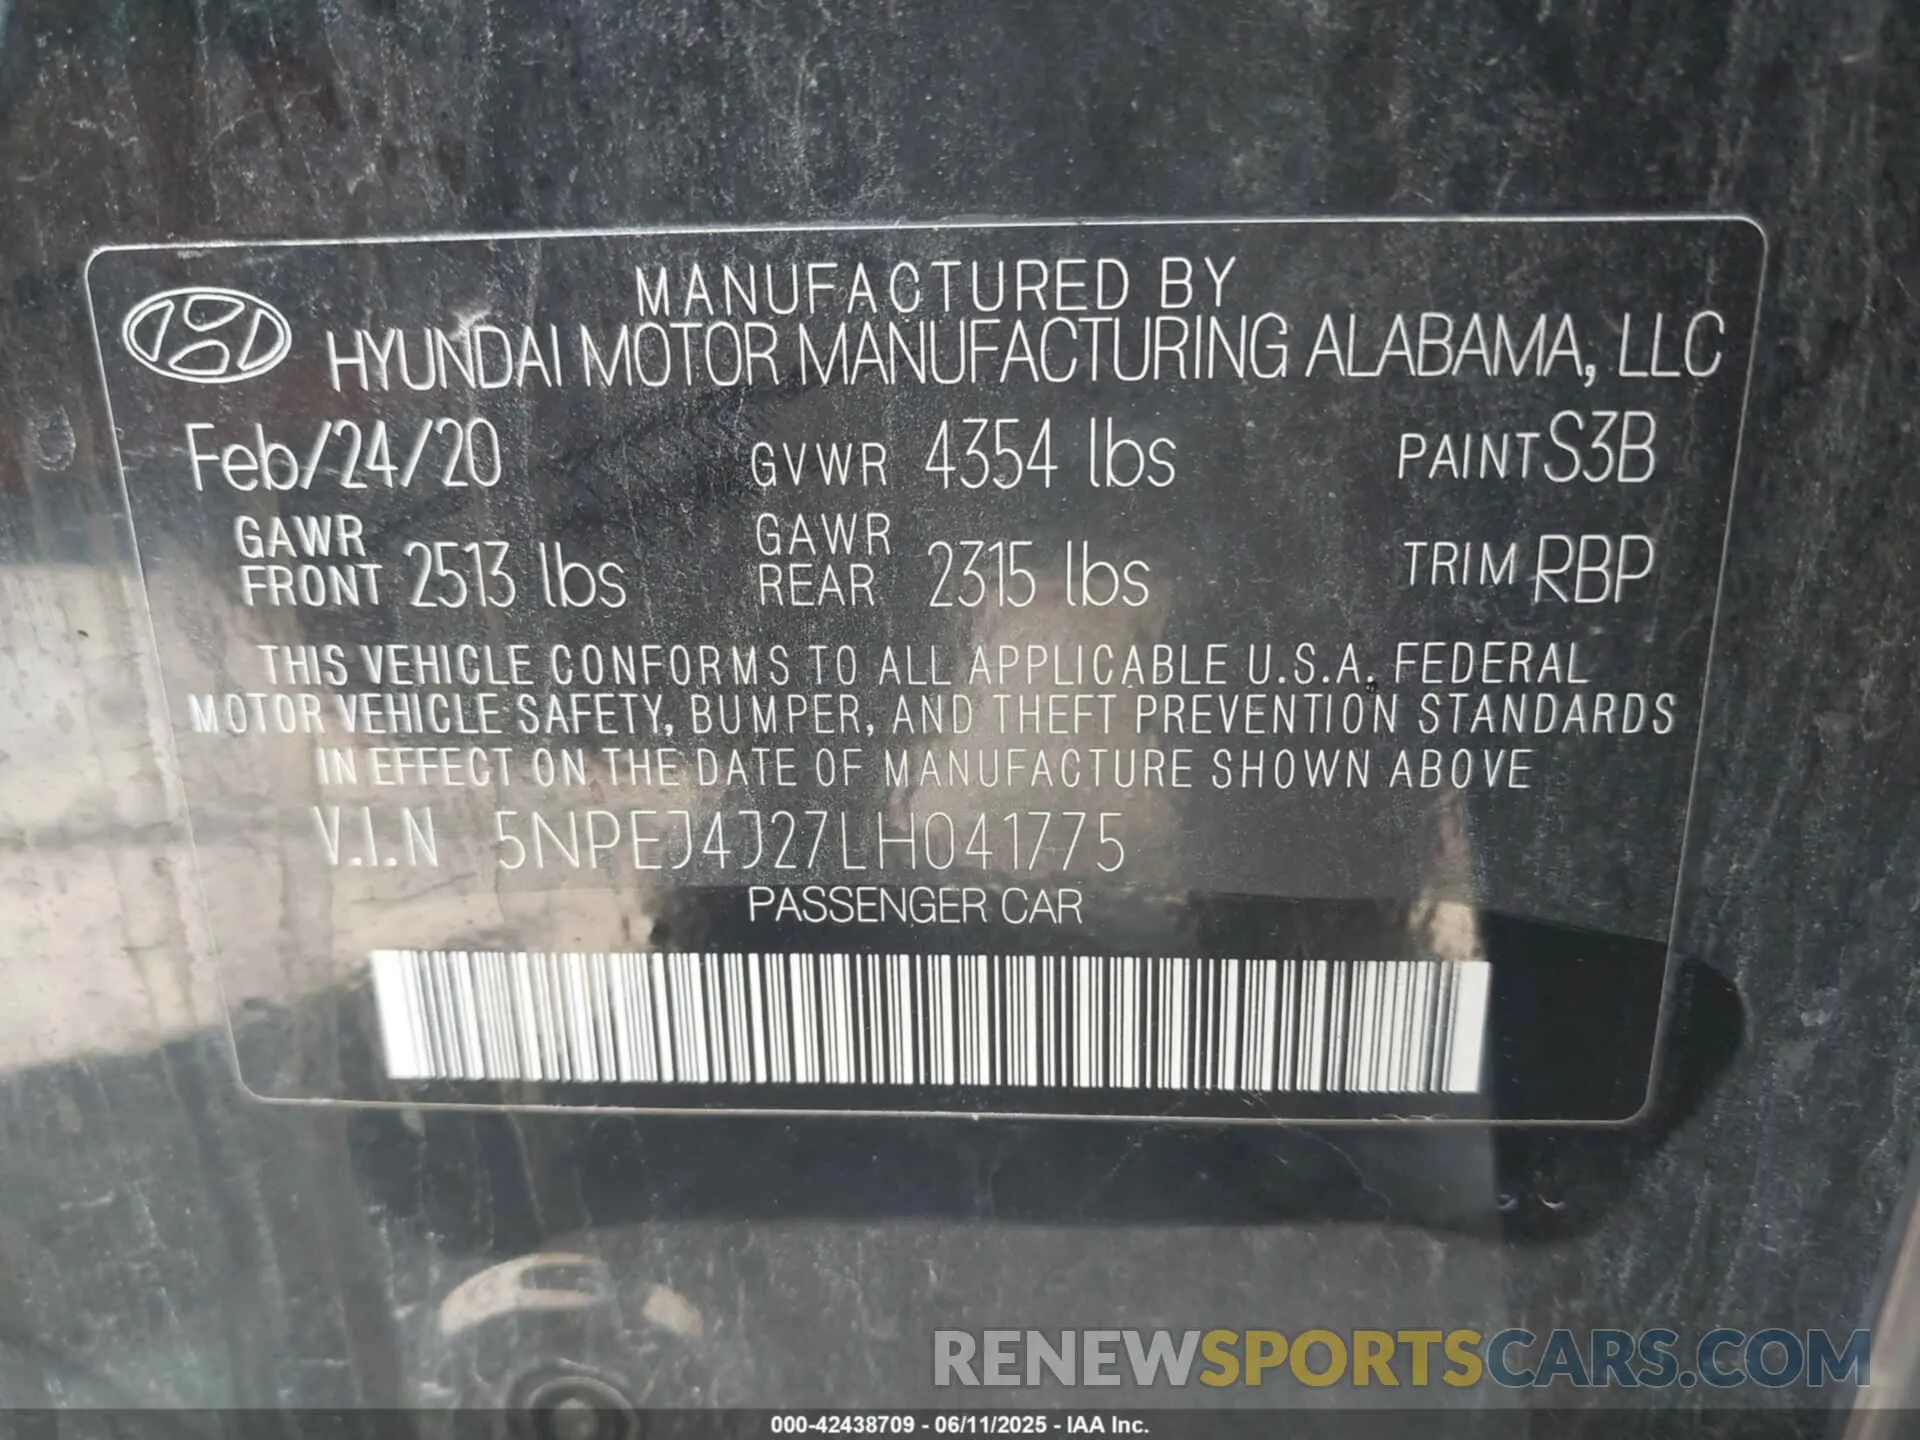 MANUFACTURED BY
HYUNDAI MOTOR MANUFACTURING ALABAMA, LLC
Feb/24/20 GVWR 4354 lbs PAINT S3B
GAWR FRONT 2513 lbs GAWR REAR 2315 lbs TRIM RBP
THIS VEHICLE CONFORMS TO ALL APPLICABLE U.S.A. FEDERAL
MOTOR VEHICLE SAFETY, BUMPER, AND THEFT PREVENTION STANDARDS
IN EFFECT ON THE DATE OF MANUFACTURE SHOWN ABOVE
V.I.N 5NPEJ4J27LH041775
PASSENGER CAR
RENEWSPORTSCARS.COM
000-42438709 - 06/11/2025 - IAA Inc.